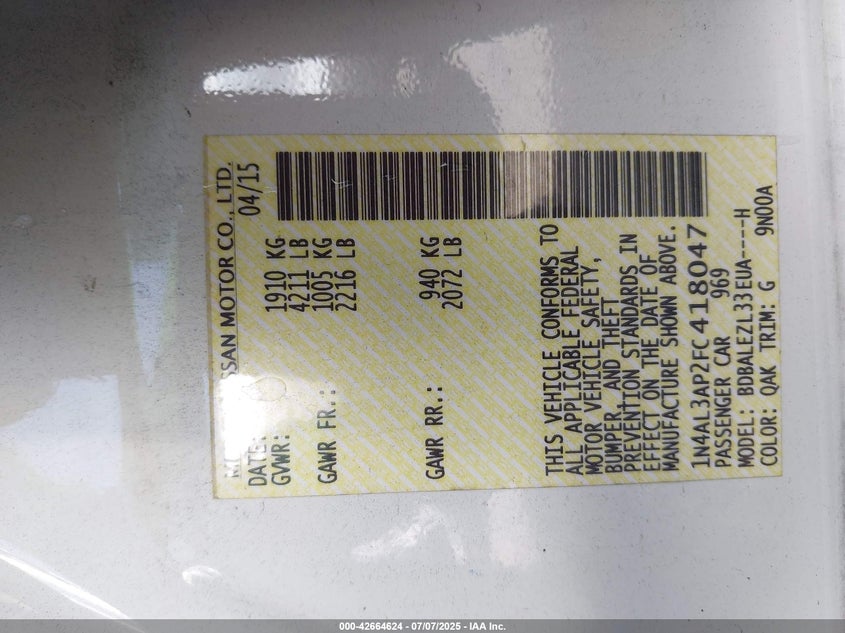 NISSAN MOTOR CO., LTD.
DATE: 04/15
GVWR: 1910 KG
4211 LB
GAWR FR.: 1005 KG
2216 LB
GAWR RR.: 940 KG
2072 LB
THIS VEHICLE CONFORMS TO
ALL APPLICABLE FEDERAL
MOTOR VEHICLE SAFETY,
BUMPER, AND THEFT
PREVENTION STANDARDS IN
EFFECT ON THE DATE OF
MANUFACTURE SHOWN ABOVE.
1N4AL3AP2FC418047
PASSENGER CAR 969
MODEL: BDBALEZL33EUA----H
COLOR: QAK TRIM: G 9N00A
000-42664624 - 07/07/2025 - IAA Inc.